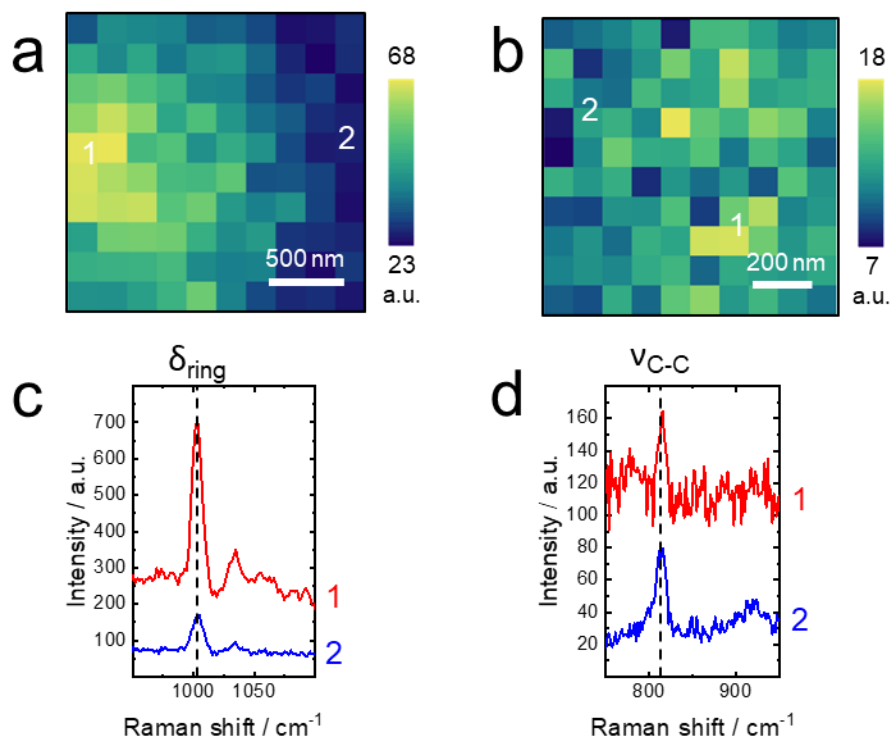 a
68
1
2
500 nm
23
a.u.
b
18
2
1
200 nm
7
a.u.
c
δring
Intensity / a.u.
700
600
500
400
300
200
100
1
2
1000 1050
Raman shift / cm-1
d
νC-C
Intensity / a.u.
160
140
120
100
80
60
40
20
1
2
800 900
Raman shift / cm-1